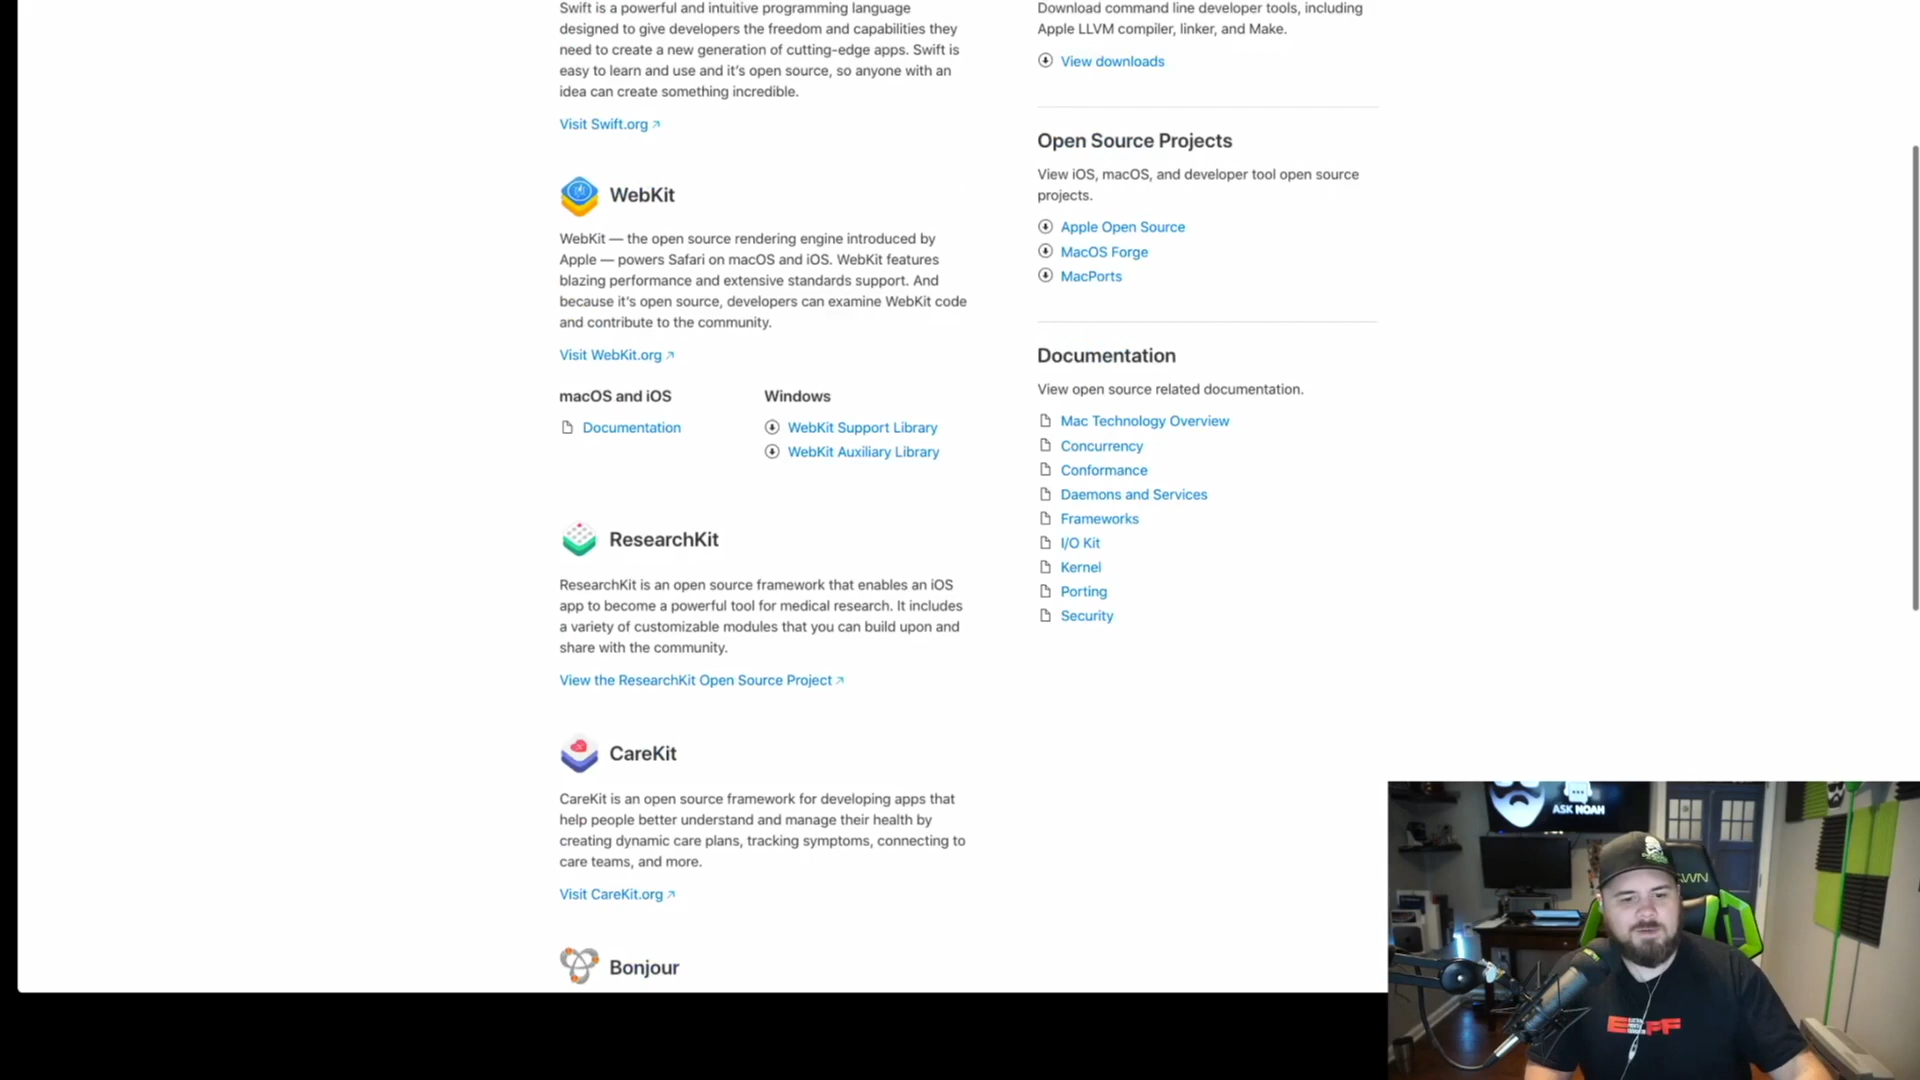 Swift is a powerful and intuitive programming language
designed to give developers the freedom and capabilities they
need to create a new generation of cutting-edge apps. Swift is
easy to learn and use and it's open source, so anyone with an
idea can create something incredible.
Visit Swift.org ↗
WebKit
WebKit — the open source rendering engine introduced by
Apple — powers Safari on macOS and iOS. WebKit features
blazing performance and extensive standards support. And
because it's open source, developers can examine WebKit code
and contribute to the community.
Visit WebKit.org ↗
macOS and iOS
Documentation
Windows
WebKit Support Library
WebKit Auxiliary Library
ResearchKit
ResearchKit is an open source framework that enables an iOS
app to become a powerful tool for medical research. It includes
a variety of customizable modules that you can build upon and
share with the community.
View the ResearchKit Open Source Project ↗
CareKit
CareKit is an open source framework for developing apps that
help people better understand and manage their health by
creating dynamic care plans, tracking symptoms, connecting to
care teams, and more.
Visit CareKit.org ↗
Bonjour
Download command line developer tools, including
Apple LLVM compiler, linker, and Make.
View downloads
Open Source Projects
View iOS, macOS, and developer tool open source
projects.
Apple Open Source
MacOS Forge
MacPorts
Documentation
View open source related documentation.
Mac Technology Overview
Concurrency
Conformance
Daemons and Services
Frameworks
I/O Kit
Kernel
Porting
Security
ASK NOAH